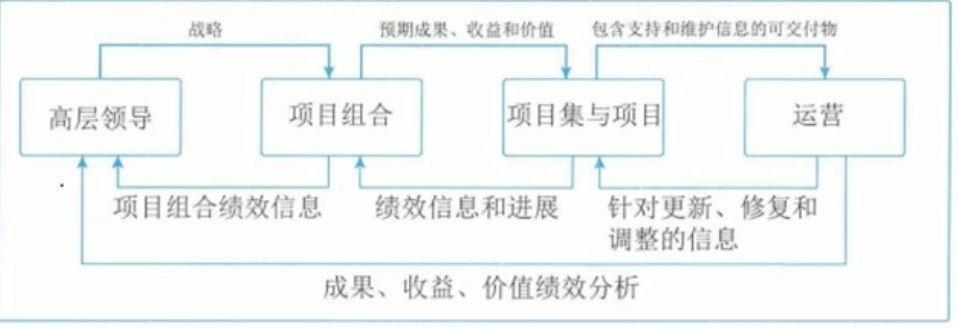 战略
预期成果、收益和价值
包含支持和维护信息的可交付物
高层领导
项目组合
项目集与项目
运营
项目组合绩效信息
绩效信息和进展
针对更新、修复和
调整的信息
成果、收益、价值绩效分析